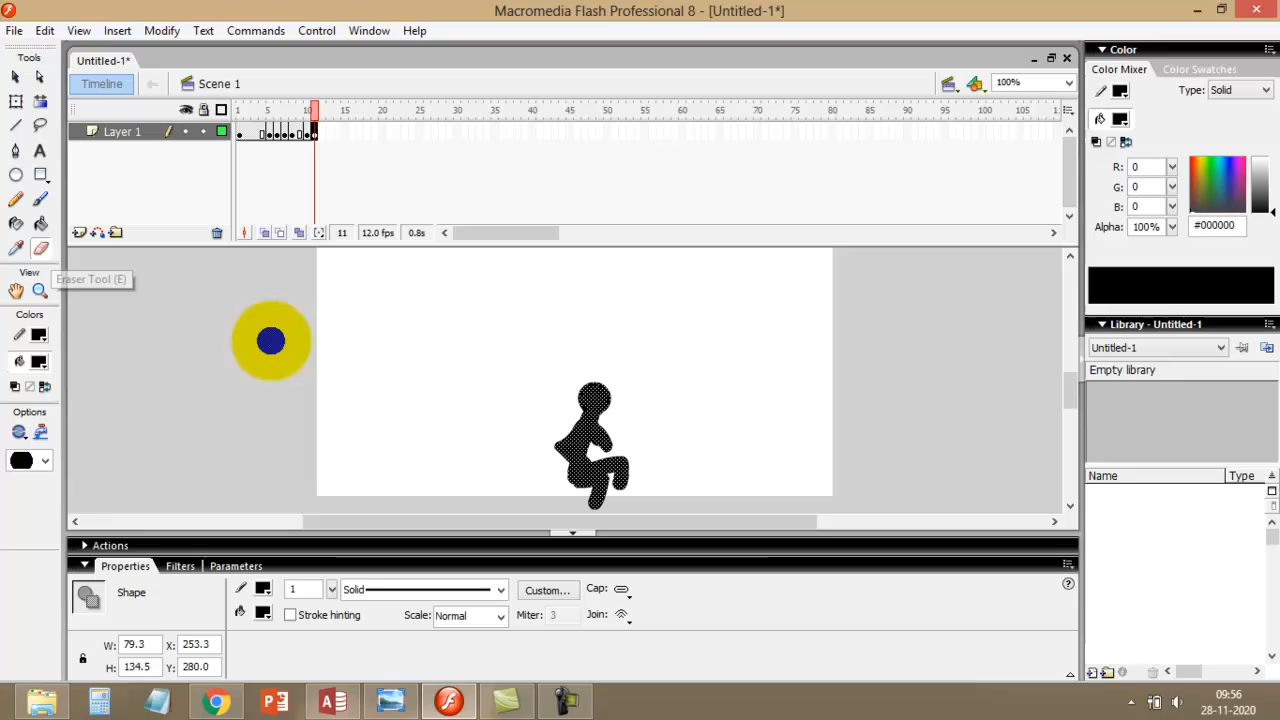 Macromedia Flash Professional 8 - [Untitled-1*]
File Edit View Insert Modify Text Commands Control Window Help
Tools
Untitled-1*
Timeline
Scene 1
100%
1 5 10 15 20 25 30 35 40 45 50 55 60 65 70 75 80 85 90 95 100 105
Layer 1
11 12.0 fps 0.8s
View
Eraser Tool (E)
Colors
Options
Color
Color Mixer Color Swatches
Type: Solid
R: 0
G: 0
B: 0
Alpha: 100%
#000000
Library - Untitled-1
Untitled-1
Empty library
Name Type
Actions
Properties Filters Parameters
Shape
1 Solid Custom... Cap:
Stroke hinting Scale: Normal Miter: 3 Join:
W: 79.3 X: 253.3
H: 134.5 Y: 280.0
09:56
28-11-2020